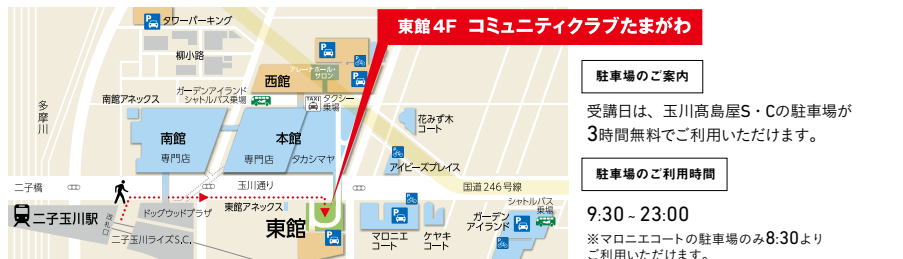 タワーパーキング
柳小路
東館4F コミュニティクラブたまがわ
西館
アレーナホール・
サロン
南館アネックス
ガーデンアイランド
シャトルバス乗場
TAXI
タクシー
乗場
多摩川
南館
専門店
本館
専門店
タカシマヤ
花みず木
コート
アイビーズプレイス
二子橋
玉川通り
国道246号線
二子玉川駅
改札口
ドッグウッドプラザ
東館アネックス
二子玉川ライズS.C.
東館
マロニエ
コート
ケヤキ
コート
ガーデン
アイランド
シャトルバス
乗場
P
P
P
P
P
P
駐車場のご案内
受講日は、玉川髙島屋S・Cの駐車場が
3時間無料でご利用いただけます。
駐車場のご利用時間
9:30 ~ 23:00
※マロニエコートの駐車場のみ8:30より
ご利用いただけます。